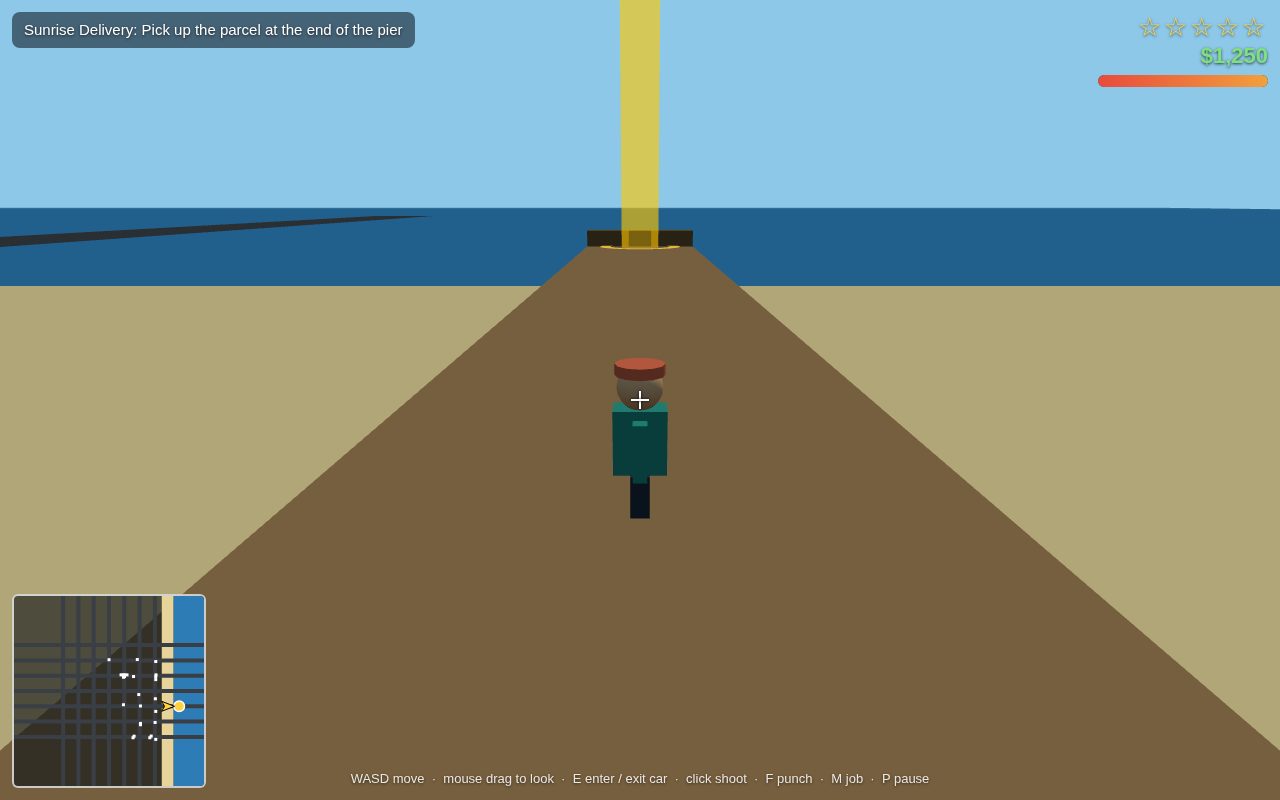 Sunrise Delivery: Pick up the parcel at the end of the pier
☆☆☆☆☆
$1,250
WASD move · mouse drag to look · E enter / exit car · click shoot · F punch · M job · P pause